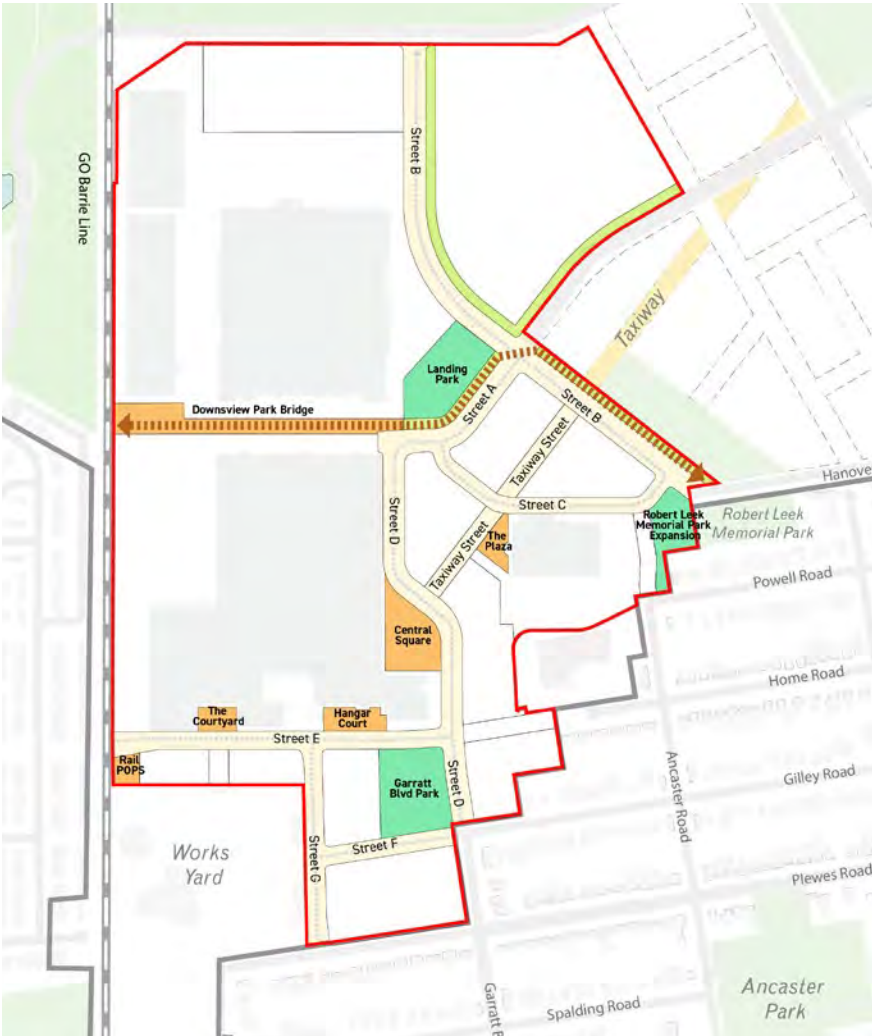 Street B
GO Barrie Line
Taxiway
Landing
Park
Downsview Park Bridge
Street A
Street B
Taxiway Street
Hanove
Street C
Street D
Robert Leek
Memorial Park
Expansion
Robert Leek
Memorial Park
The
Plaza
Taxiway Street
Powell Road
Central
Square
Home Road
The
Courtyard
Hangar
Court
Street E
Rail
POPS
Garratt
Blvd Park
Street D
Ancaster Road
Gilley Road
Works
Yard
Street F
Street G
Plewes Road
Garratt B
Ancaster
Park
Spalding Road